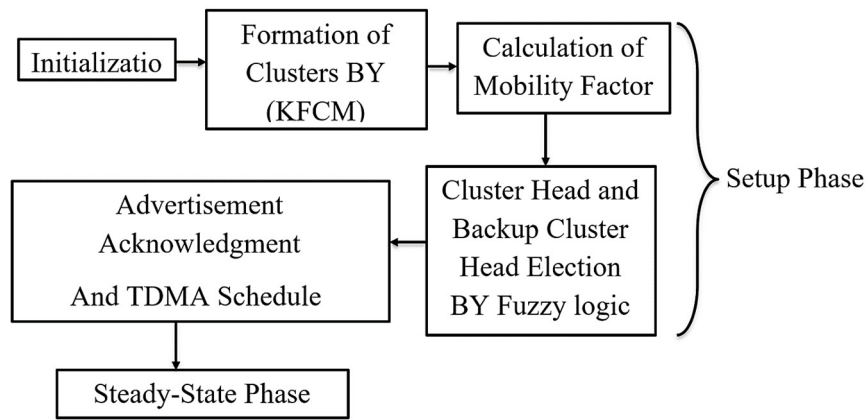 Initializatio
Formation of
Clusters BY
(KFCM)
Calculation of
Mobility Factor
Setup Phase
Cluster Head and
Backup Cluster
Head Election
BY Fuzzy logic
Advertisement
Acknowledgment
And TDMA Schedule
Steady-State Phase